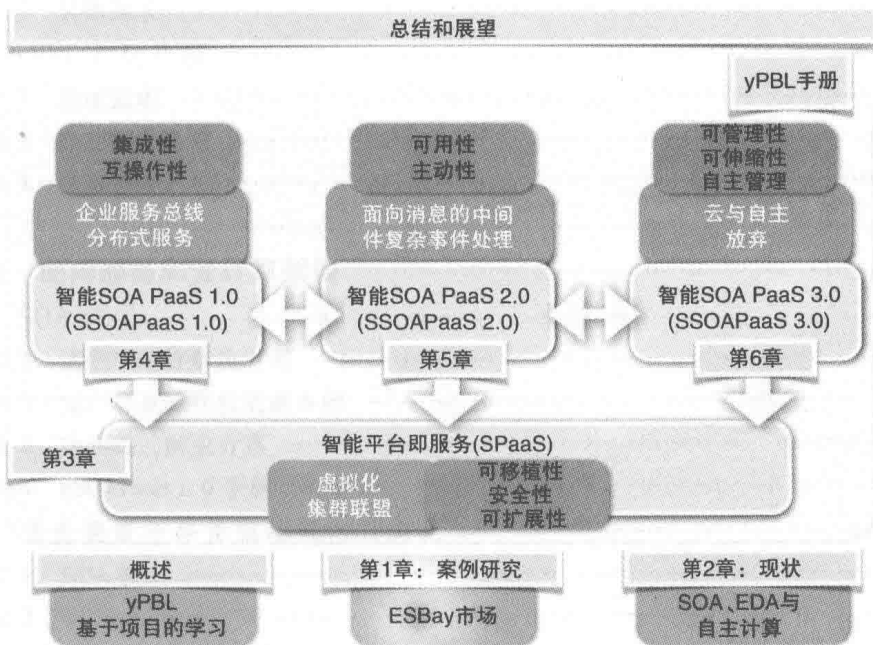 总结和展望
yPBL手册
集成性
互操作性
可用性
主动性
可管理性
可伸缩性
自主管理
企业服务总线
分布式服务
面向消息的中间
件复杂事件处理
云与自主
放弃
智能SOA PaaS 1.0
(SSOAPaaS 1.0)
智能SOA PaaS 2.0
(SSOAPaaS 2.0)
智能SOA PaaS 3.0
(SSOAPaaS 3.0)
第4章
第5章
第6章
智能平台即服务(SPaaS)
第3章
虚拟化
集群联盟
可移植性
安全性
可扩展性
概述
yPBL
基于项目的学习
第1章：案例研究
ESBay市场
第2章：现状
SOA、EDA与
自主计算